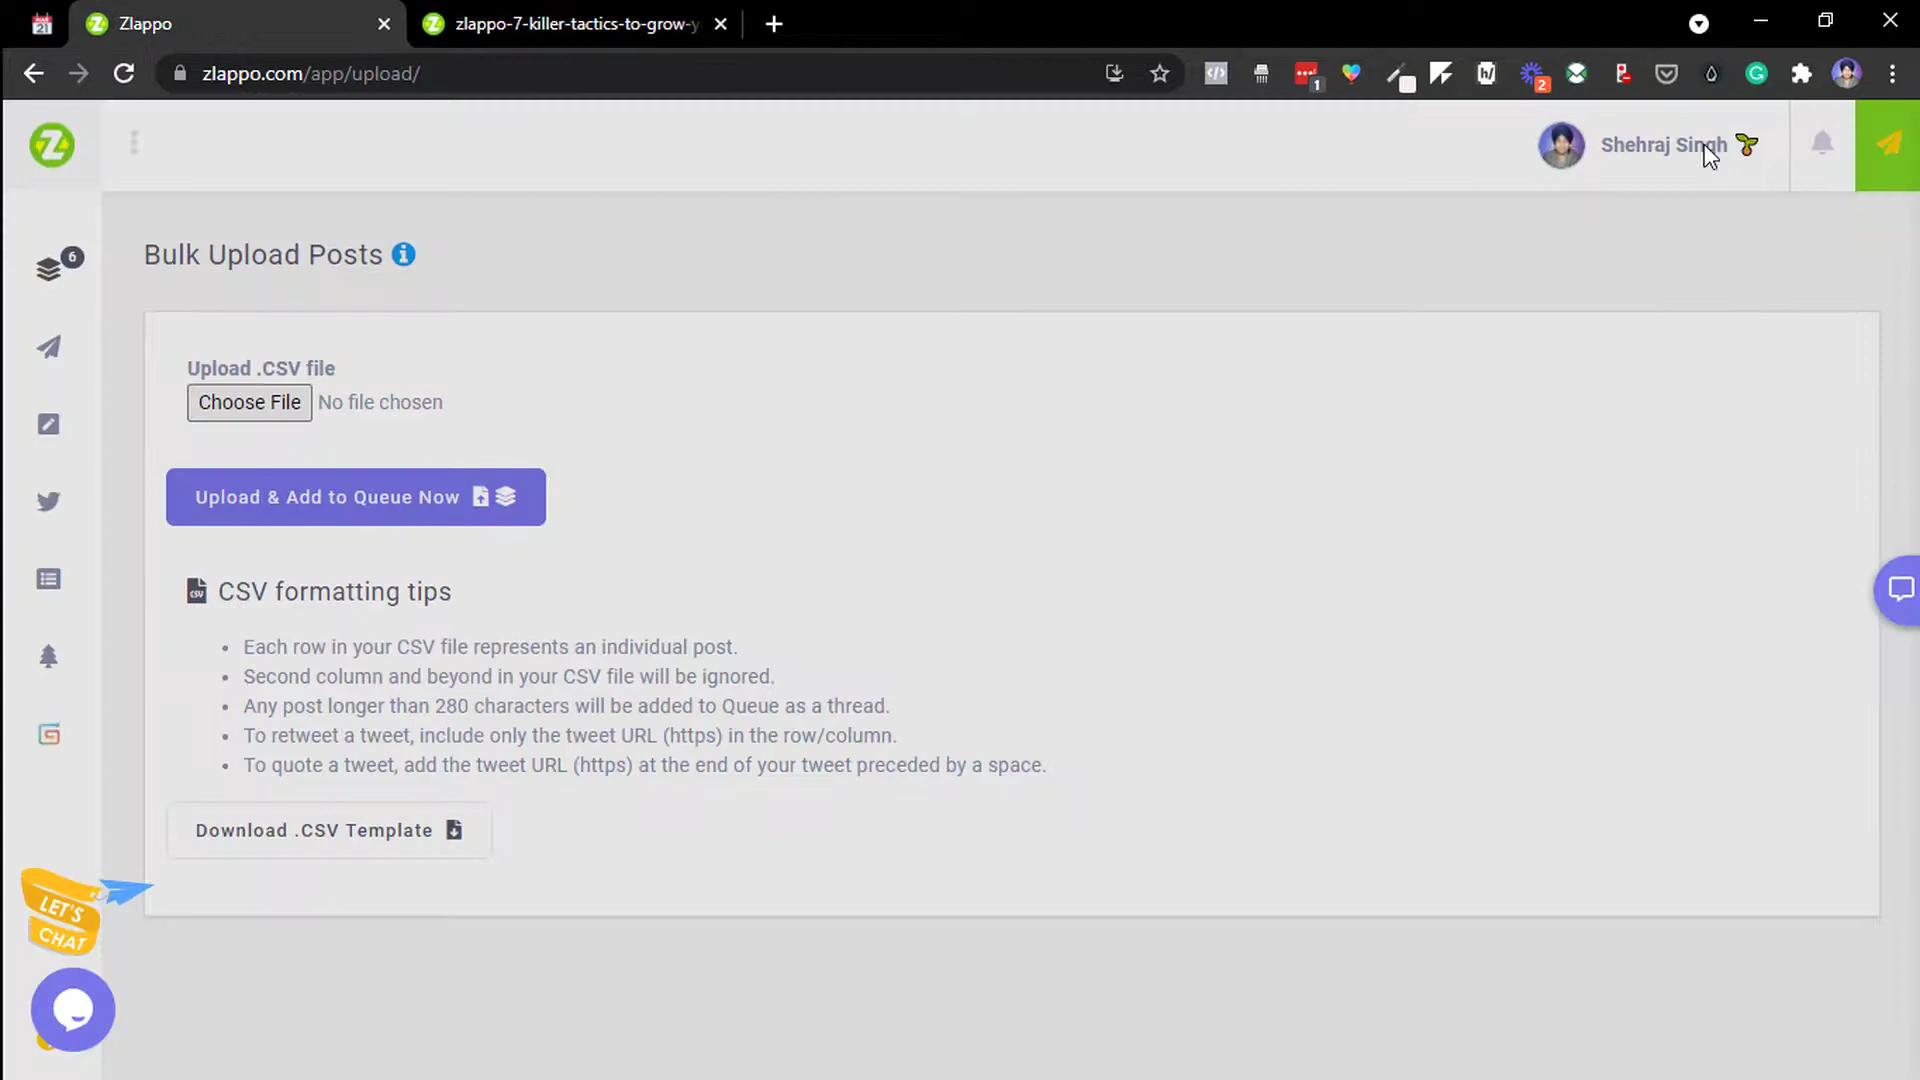 Zlappo
zlappo-7-killer-tactics-to-grow-y
zlappo.com/app/upload/
1
2
Shehraj Singh
6
Bulk Upload Posts
Upload .CSV file
Choose File No file chosen
Upload & Add to Queue Now
CSV formatting tips
Each row in your CSV file represents an individual post.
Second column and beyond in your CSV file will be ignored.
Any post longer than 280 characters will be added to Queue as a thread.
To retweet a tweet, include only the tweet URL (https) in the row/column.
To quote a tweet, add the tweet URL (https) at the end of your tweet preceded by a space.
Download .CSV Template
LET'S
CHAT